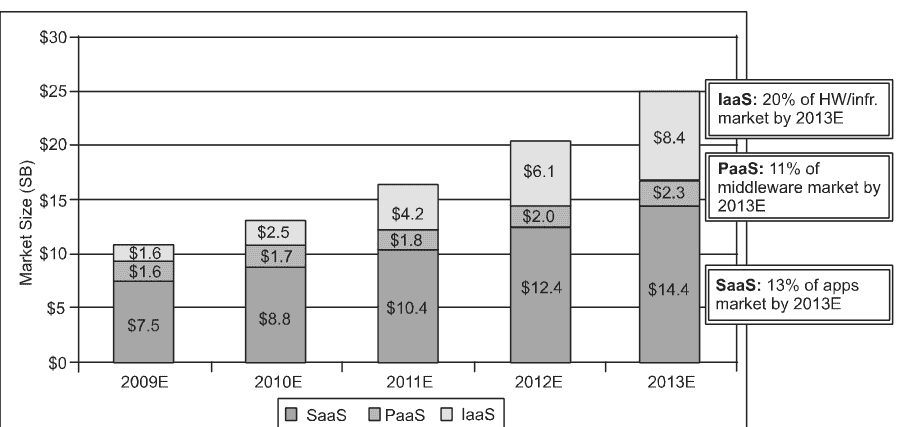 $30
$25
$20
$15
$10
$5
$0
Market Size (SB)
$1.6
$1.6
$7.5
$2.5
$1.7
$8.8
$4.2
$1.8
$10.4
$6.1
$2.0
$12.4
$8.4
$2.3
$14.4
2009E 2010E 2011E 2012E 2013E
IaaS: 20% of HW/infr.
market by 2013E
PaaS: 11% of
middleware market by
2013E
SaaS: 13% of apps
market by 2013E
SaaS PaaS IaaS